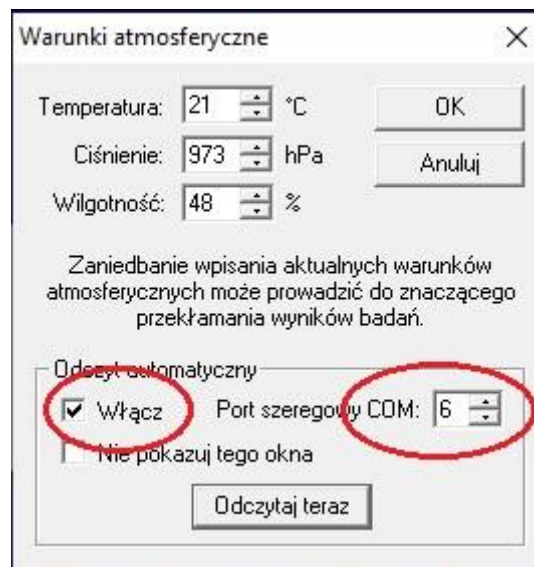 Warunki atmosferyczne
Temperatura: 21 °C OK
Ciśnienie: 973 hPa Anuluj
Wilgotność: 48 %
Zaniedbanie wpisania aktualnych warunków
atmosferycznych może prowadzić do znaczącego
przekłamania wyników badań.
Odczyt automatyczny
Włącz Port szeregowy COM: 6
Nie pokazuj tego okna
Odczytaj teraz